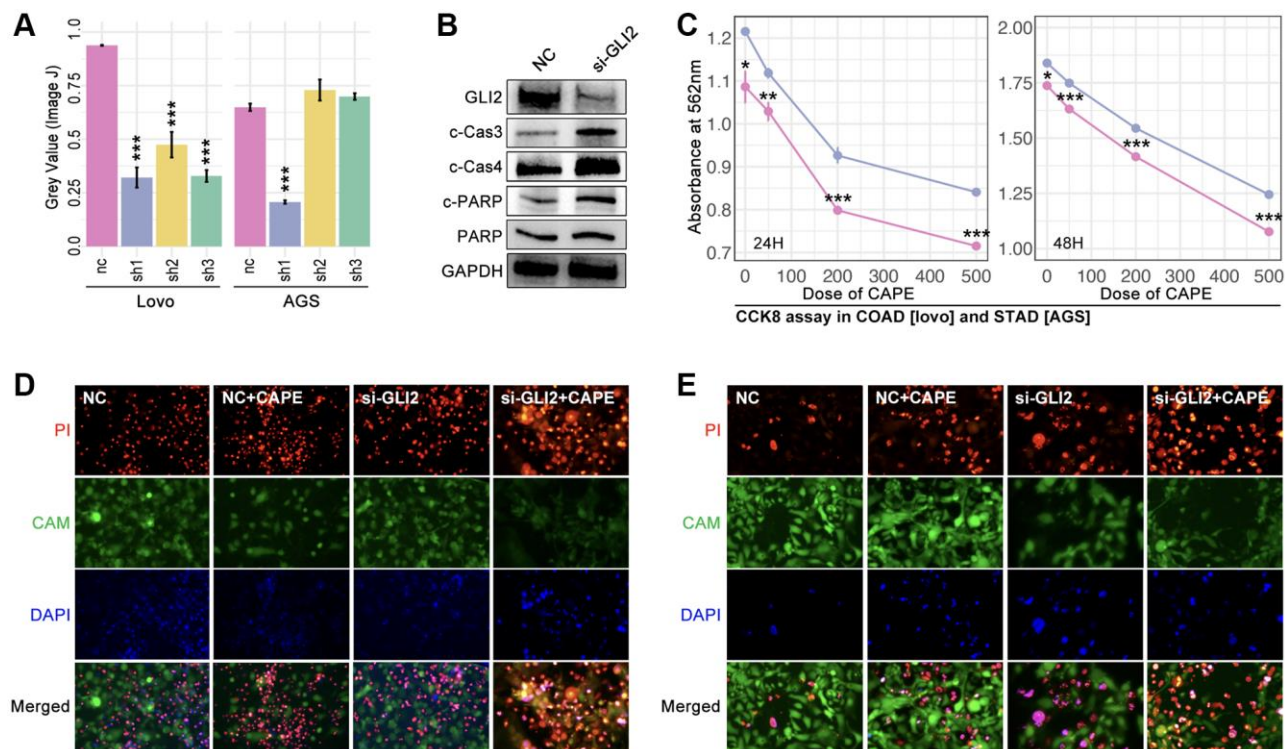 A
Grey Value (Image J)
1.0
0.75
0.5
0.25
0.0
***
***
***
***
nc
sh1
sh2
sh3
nc
sh1
sh2
sh3
Lovo
AGS
B
NC
si-GLI2
GLI2
c-Cas3
c-Cas4
c-PARP
PARP
GAPDH
C
Absorbance at 562nm
1.2
1.1
1.0
0.9
0.8
0.7
*
**
***
***
24H
0 100 200 300 400 500
Dose of CAPE
2.00
1.75
1.50
1.25
1.00
*
***
***
***
48H
0 100 200 300 400 500
Dose of CAPE
CCK8 assay in COAD [lovo] and STAD [AGS]
D
NC
NC+CAPE
si-GLI2
si-GLI2+CAPE
PI
CAM
DAPI
Merged
E
NC
NC+CAPE
si-GLI2
si-GLI2+CAPE
PI
CAM
DAPI
Merged